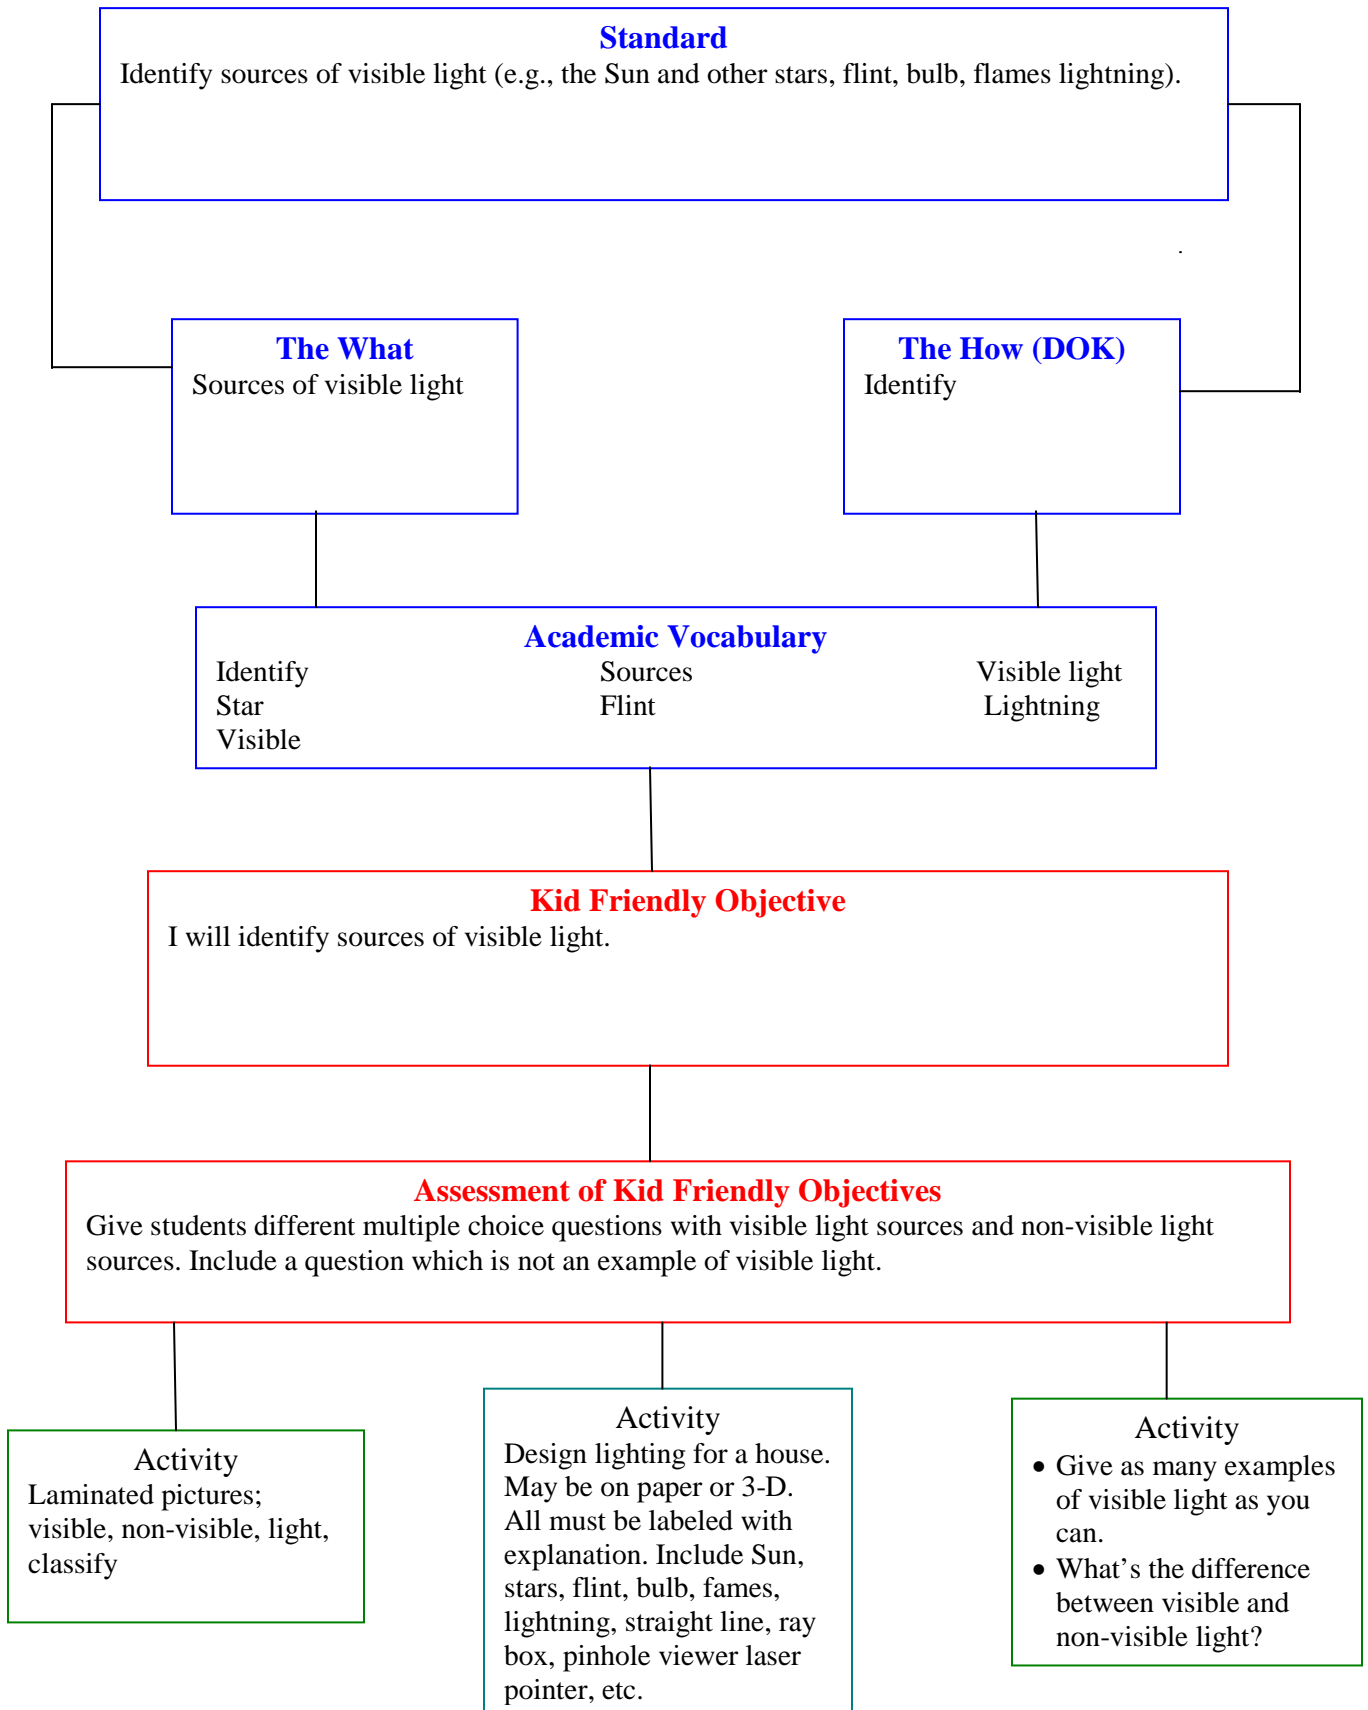 Standard
Identify sources of visible light (e.g., the Sun and other stars, flint, bulb, flames lightning).
The What
Sources of visible light
The How (DOK)
Identify
Academic Vocabulary
Identify Sources Visible light
Star Flint Lightning
Visible
Kid Friendly Objective
I will identify sources of visible light.
Assessment of Kid Friendly Objectives
Give students different multiple choice questions with visible light sources and non-visible light
sources. Include a question which is not an example of visible light.
Activity
Laminated pictures;
visible, non-visible, light,
classify
Activity
Design lighting for a house.
May be on paper or 3-D.
All must be labeled with
explanation. Include Sun,
stars, flint, bulb, fames,
lightning, straight line, ray
box, pinhole viewer laser
pointer, etc.
Activity
• Give as many examples
of visible light as you
can.
• What’s the difference
between visible and
non-visible light?